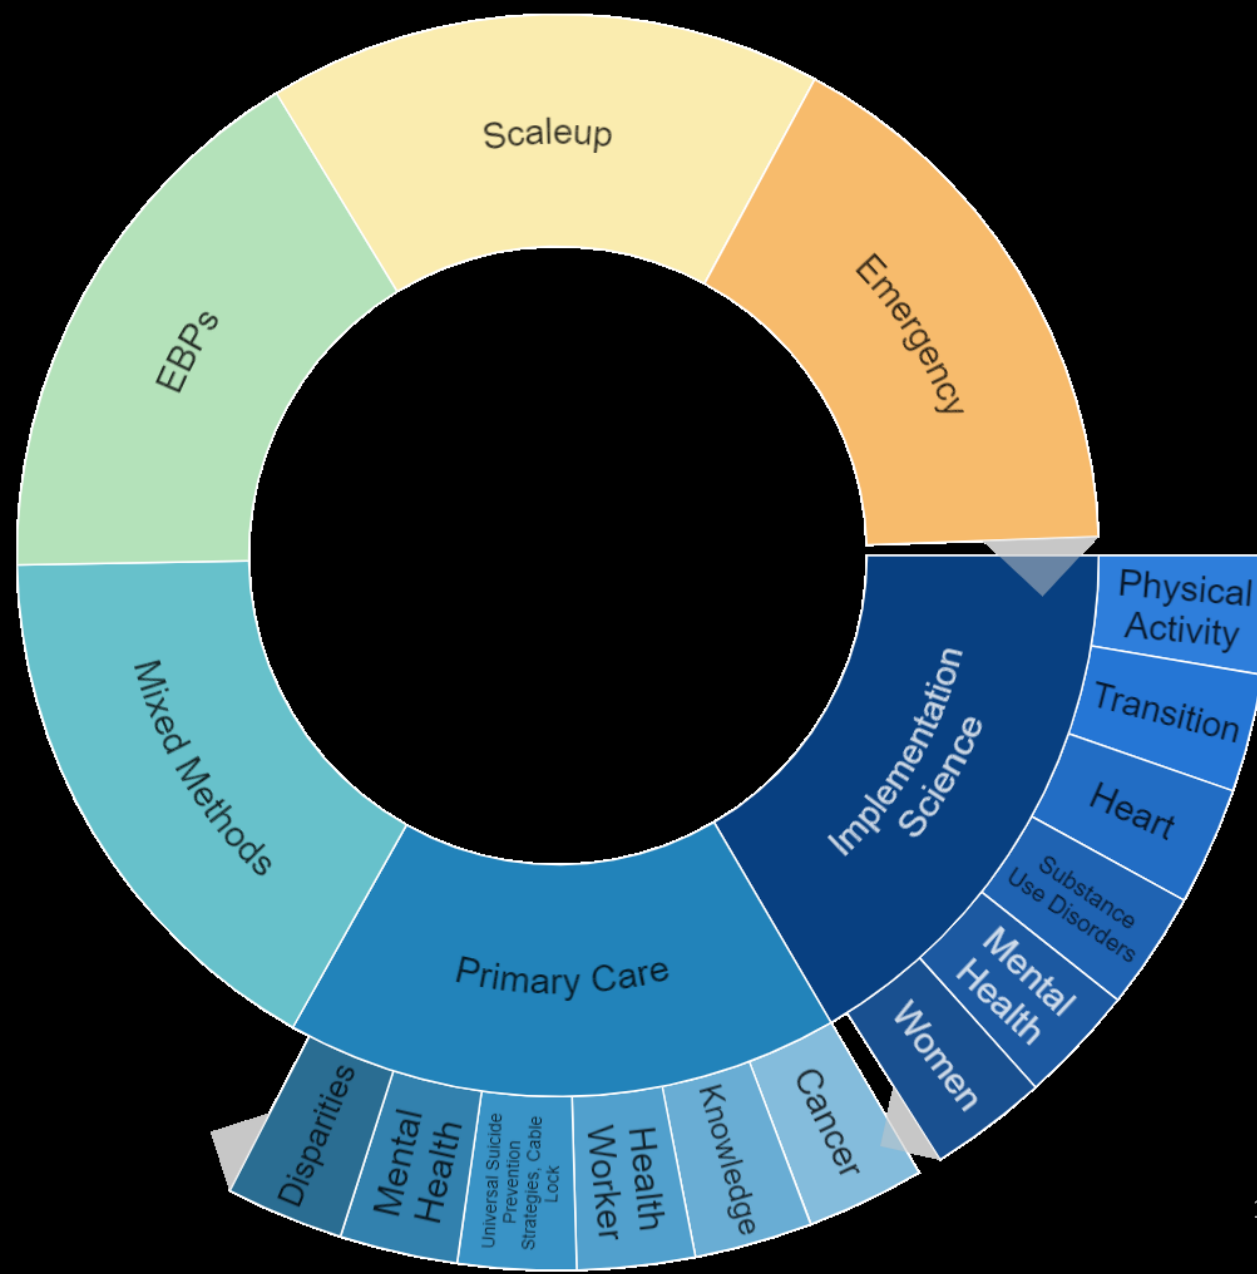 Scaleup
Emergency
EBPs
Physical
Activity
Transition
Implementation
Science
Heart
Mixed Methods
Substance
Use Disorders
Mental
Health
Primary Care
Women
Disparities
Mental
Health
Universal Suicide
Prevention
Strategies, Cable
Lock
Health
Worker
Knowledge
Cancer